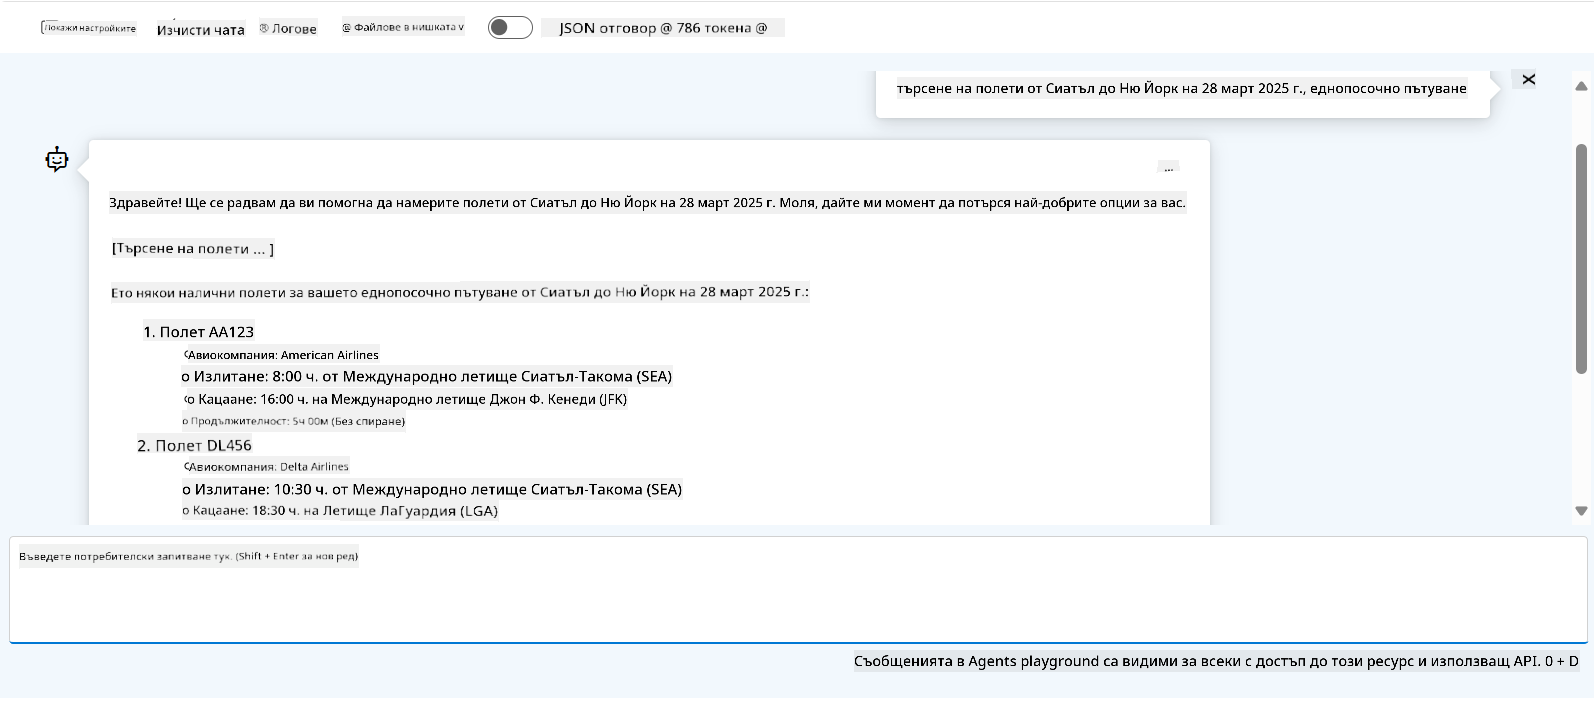 Покажи настройките Изчисти чата Логове @ Файлове в нишката v JSON отговор @ 786 токена @
търсене на полети от Сиатъл до Ню Йорк на 28 март 2025 г., еднопосочно пътуване
...
Здравейте! Ще се радвам да ви помогна да намерите полети от Сиатъл до Ню Йорк на 28 март 2025 г. Моля, дайте ми момент да потърся най-добрите опции за вас.
[Търсене на полети ... ]
Ето някои налични полети за вашето еднопосочно пътуване от Сиатъл до Ню Йорк на 28 март 2025 г.:
1. Полет AA123
Авиокомпания: American Airlines
o Излитане: 8:00 ч. от Международно летище Сиатъл-Такома (SEA)
o Кацаане: 16:00 ч. на Международно летище Джон Ф. Кенеди (JFK)
o Продължителност: 5ч 00м (Без спиране)
2. Полет DL456
Авиокомпания: Delta Airlines
o Излитане: 10:30 ч. от Международно летище Сиатъл-Такома (SEA)
o Кацаане: 18:30 ч. на Летище ЛаГуардия (LGA)
Въведете потребителски запитване тук. (Shift + Enter за нов ред)
Съобщенията в Agents playground са видими за всеки с достъп до този ресурс и използващ API. 0 + D